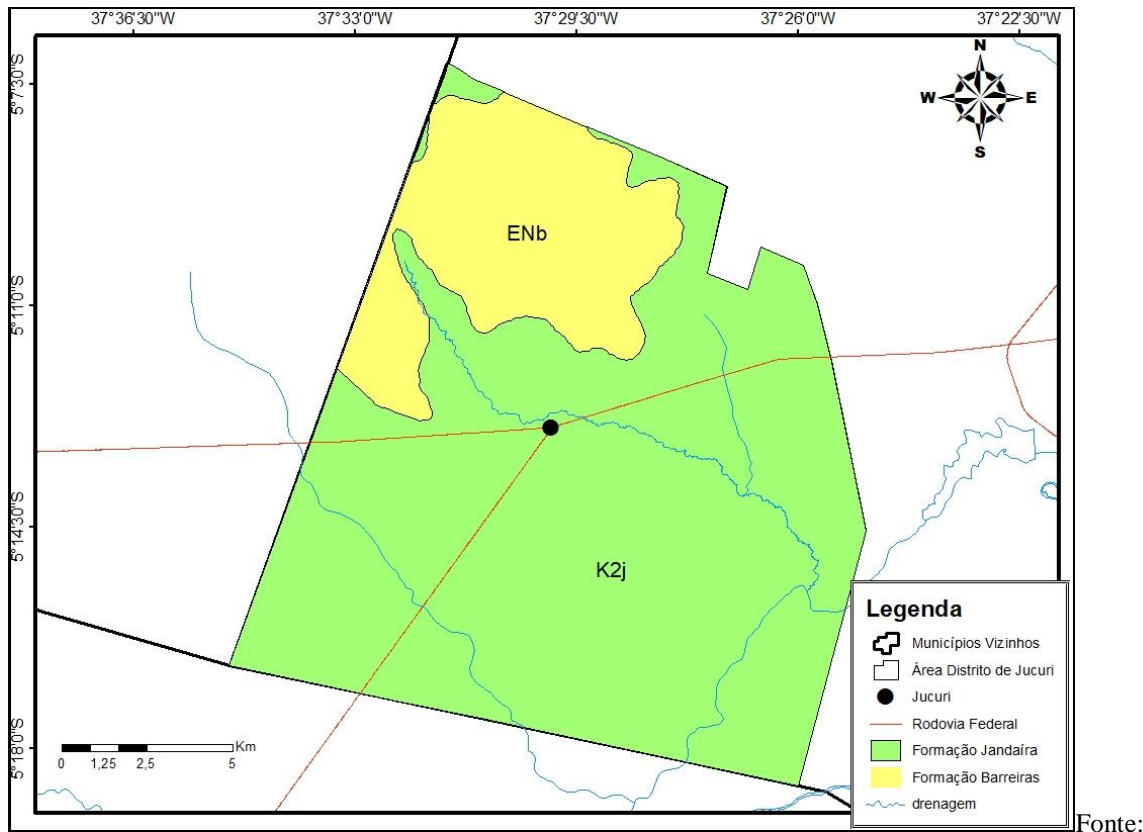 37°36'30"W 37°33'0"W 37°29'30"W 37°26'0"W 37°22'30"W
5°7'30"S
5°11'0"S
5°14'30"S
5°18'0"S
N
W E
S
ENb
K2j
Km
0 1,25 2,5 5
Legenda
Municípios Vizinhos
Área Distrito de Jucuri
Jucuri
Rodovia Federal
Formação Jandaíra
Formação Barreiras
drenagem
Fonte: